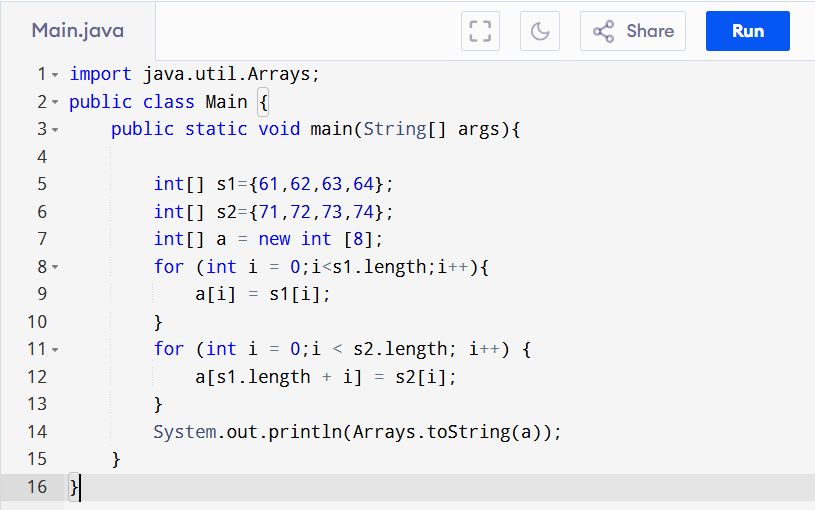 Main.java
Share
Run
1 import java.util.Arrays;
2 public class Main {
3     public static void main(String[] args){
4
5         int[] s1={61,62,63,64};
6         int[] s2={71,72,73,74};
7         int[] a = new int [8];
8         for (int i = 0;i<s1.length;i++){
9             a[i] = s1[i];
10         }
11         for (int i = 0;i < s2.length; i++) {
12             a[s1.length + i] = s2[i];
13         }
14         System.out.println(Arrays.toString(a));
15     }
16 }